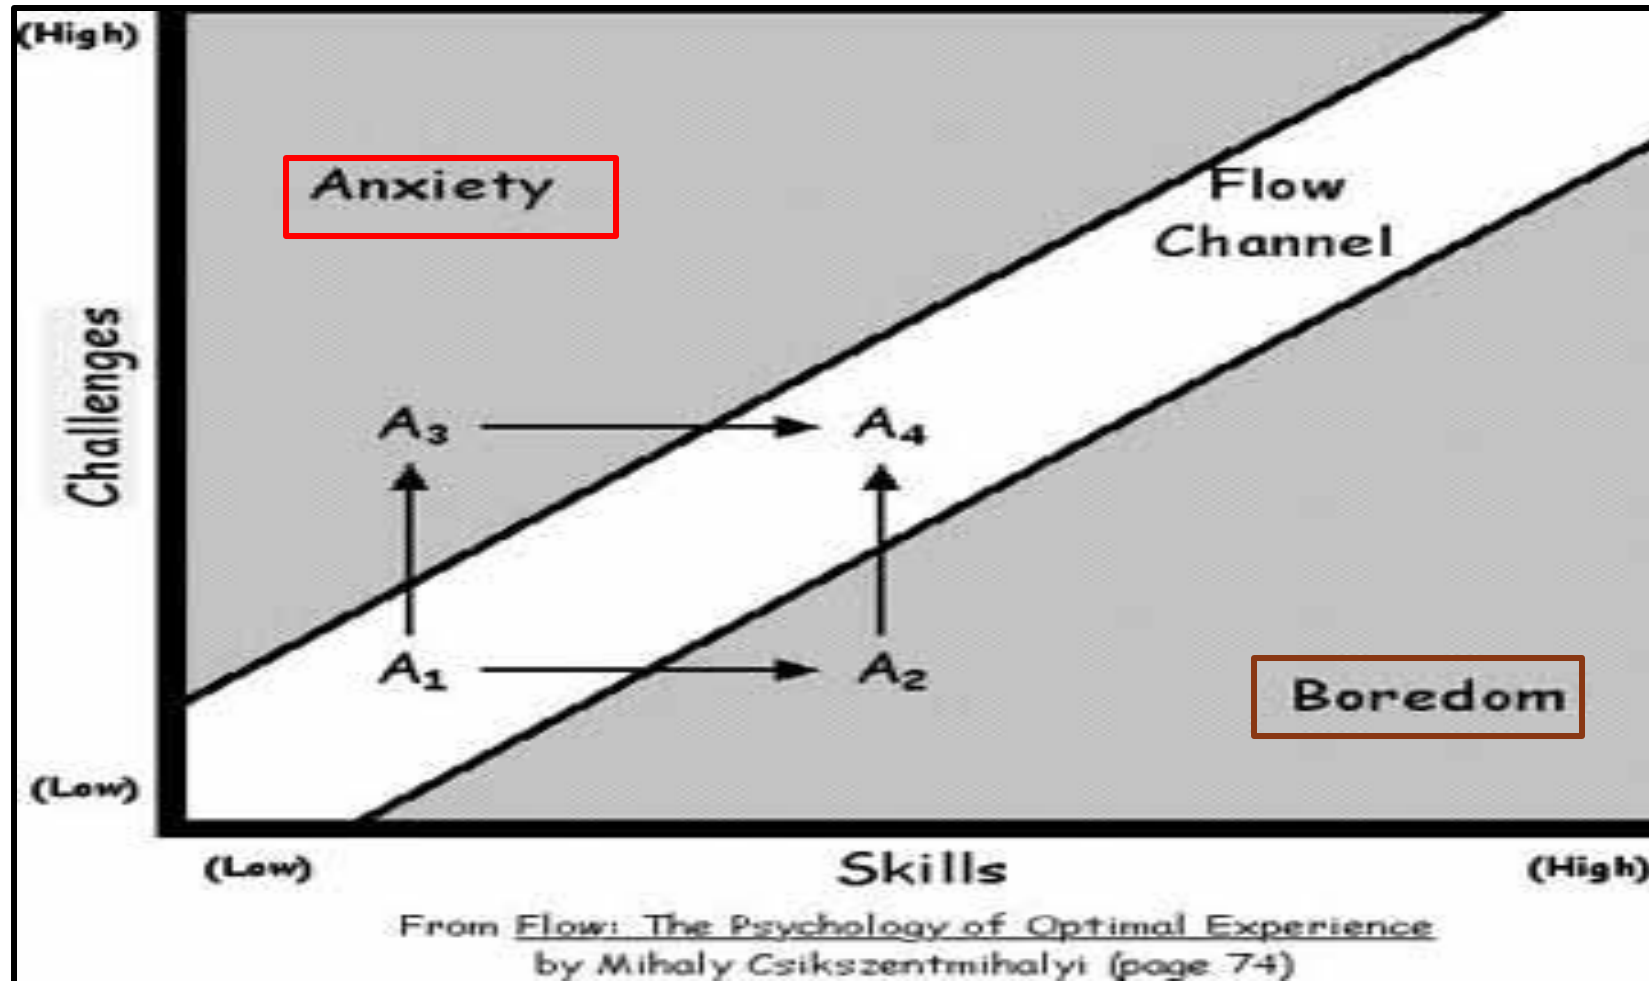 (High)
Anxiety
Flow
Channel
Challenges
A₃
A₄
A₁
A₂
Boredom
(Low)
(Low)
Skills
(High)
From Flow: The Psychology of Optimal Experience
by Mihaly Csikszentmihalyi (page 74)